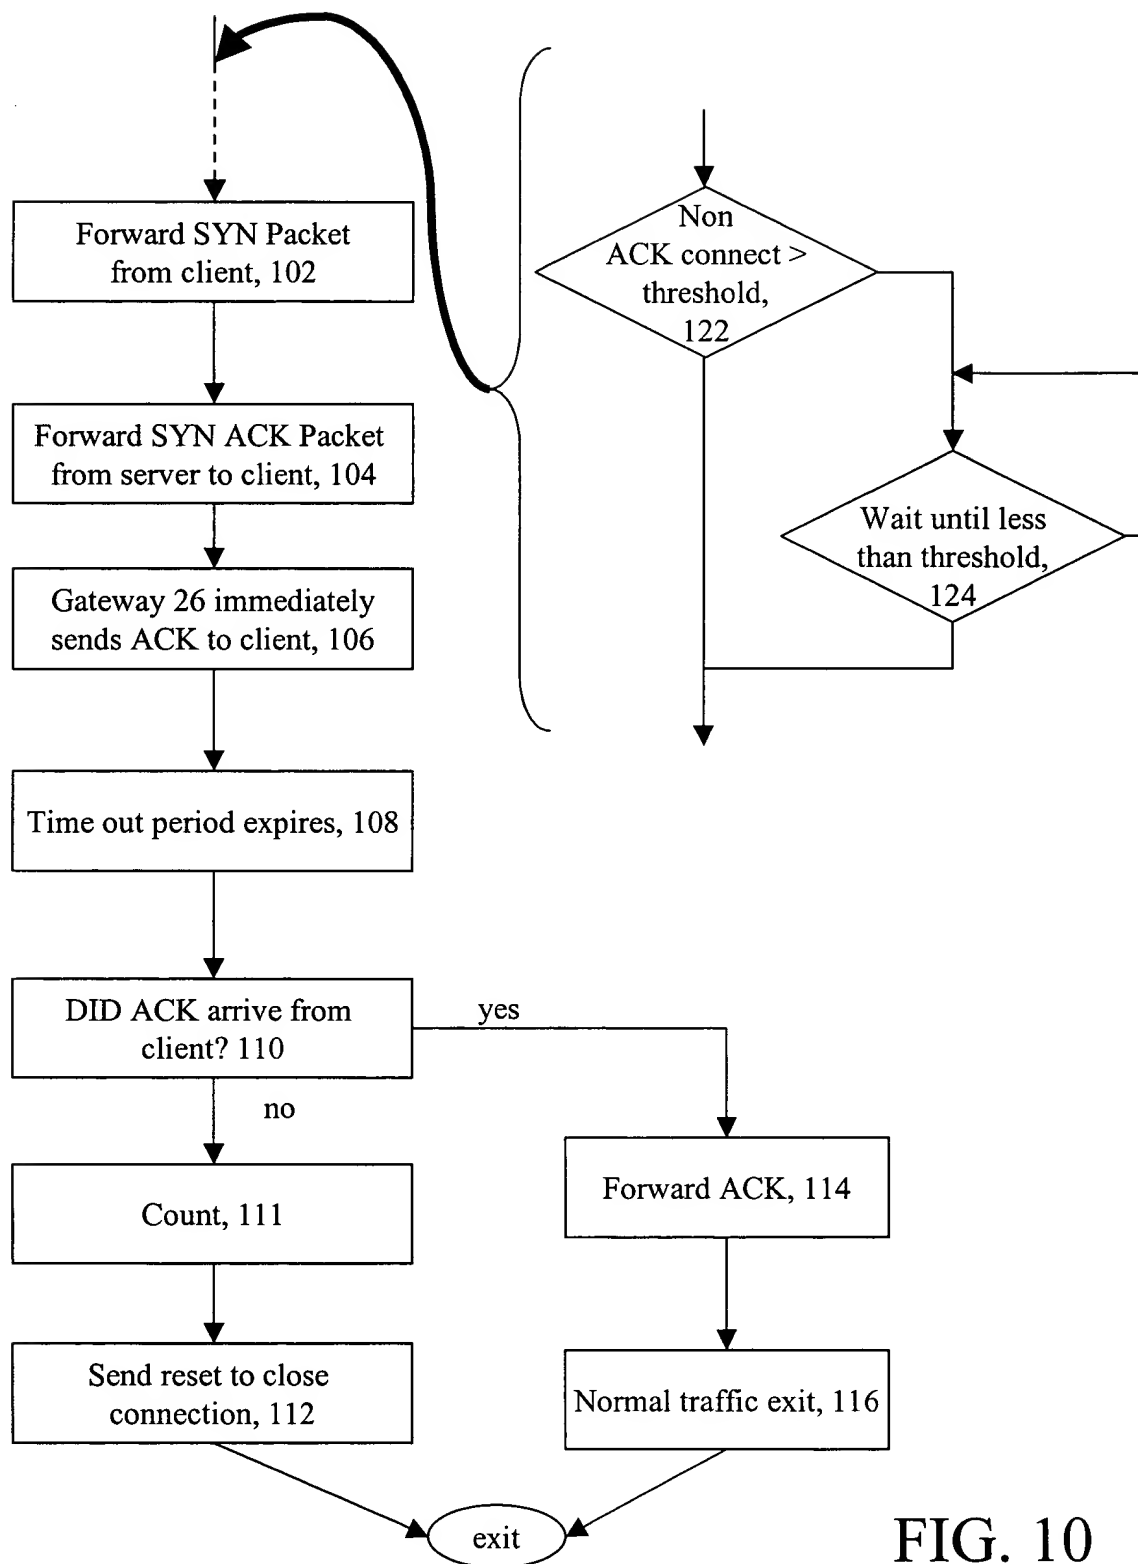 Forward SYN Packet
from client, 102
Forward SYN ACK Packet
from server to client, 104
Gateway 26 immediately
sends ACK to client, 106
Time out period expires, 108
DID ACK arrive from
client? 110
yes
no
Count, 111
Send reset to close
connection, 112
Forward ACK, 114
Normal traffic exit, 116
exit
Non
ACK connect >
threshold,
122
Wait until less
than threshold,
124
FIG. 10